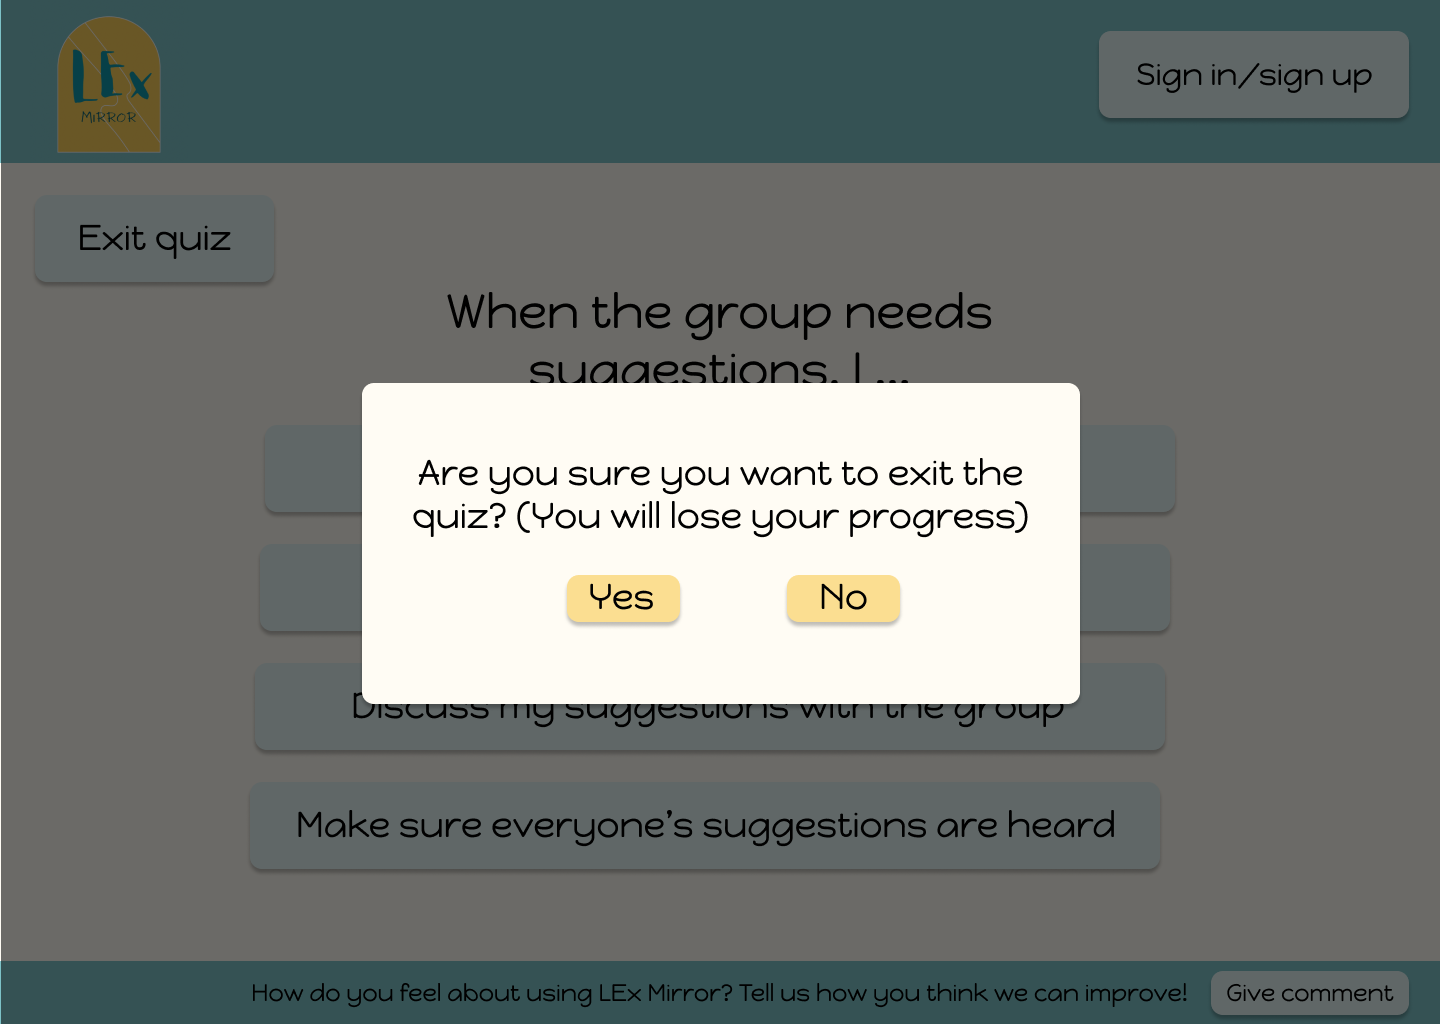 LEx
MiRROR
Sign in/sign up
Exit quiz
When the group needs
suggestions, I ...
Are you sure you want to exit the
quiz? (You will lose your progress)
Yes
No
Discuss my suggestions with the group
Make sure everyone's suggestions are heard
How do you feel about using LEx Mirror? Tell us how you think we can improve!
Give comment